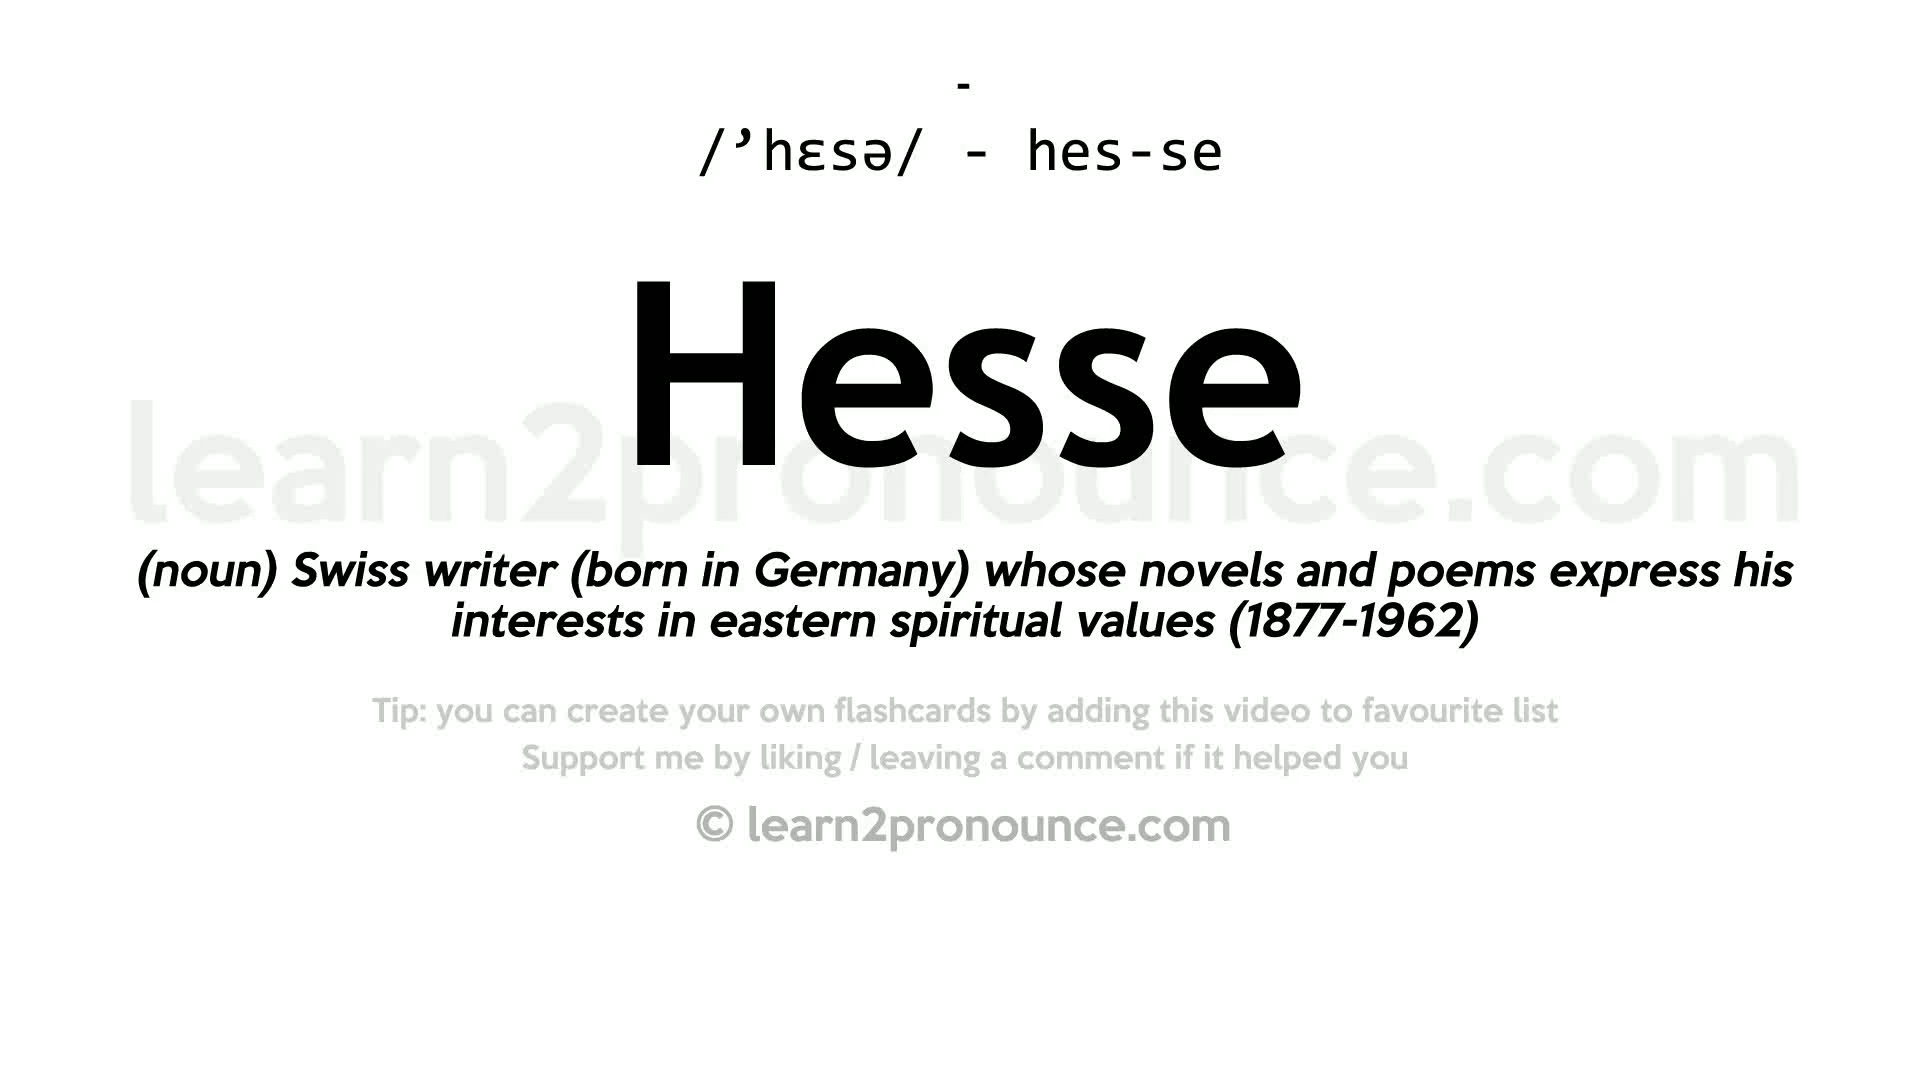 -
/’hɛsə/ - hes-se
Hesse
learn2pronounce.com
(noun) Swiss writer (born in Germany) whose novels and poems express his
interests in eastern spiritual values (1877-1962)
Tip: you can create your own flashcards by adding this video to favourite list
Support me by liking / leaving a comment if it helped you
© learn2pronounce.com